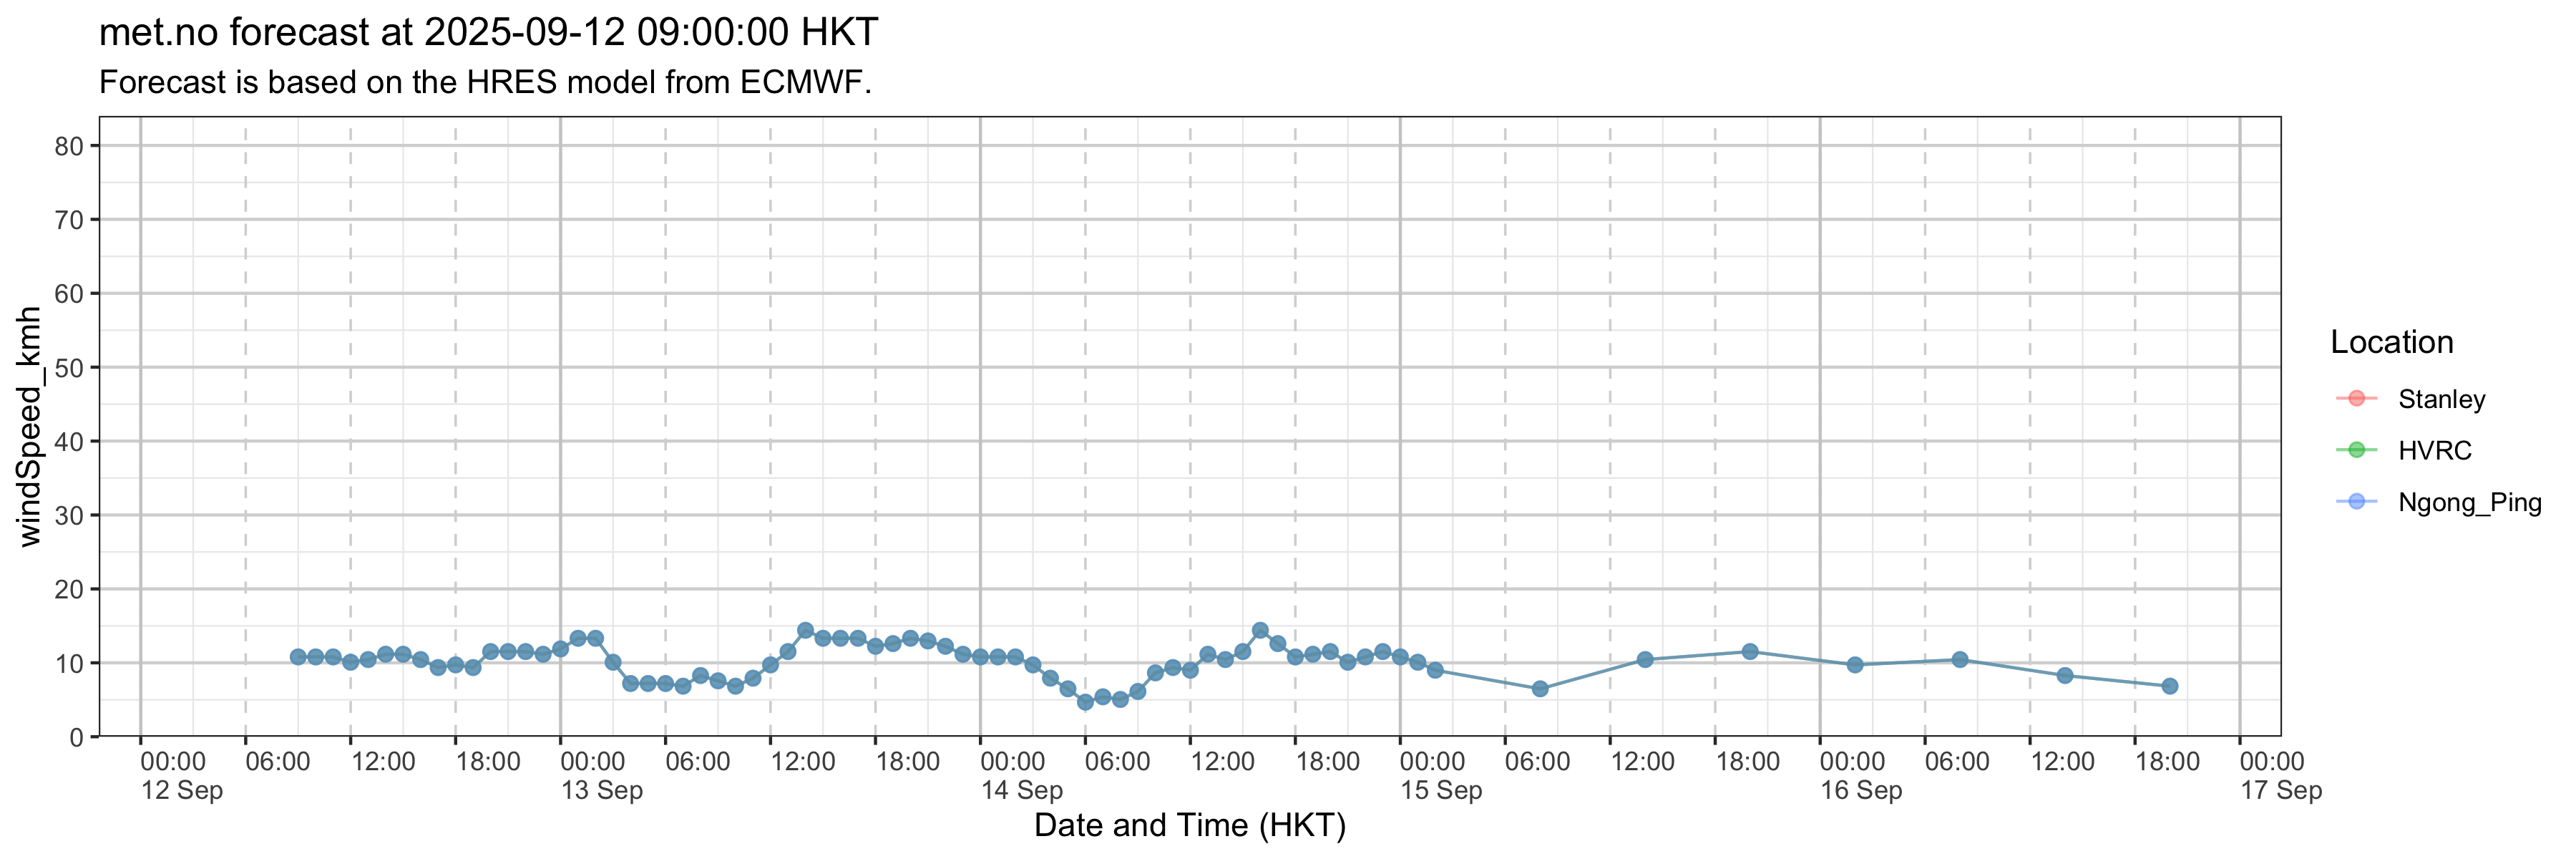 met.no forecast at 2025-09-12 09:00:00 HKT
Forecast is based on the HRES model from ECMWF.
windSpeed_kmh
80
70
60
50
40
30
20
10
0
00:00 06:00 12:00 18:00 00:00 06:00 12:00 18:00 00:00 06:00 12:00 18:00 00:00 06:00 12:00 18:00 00:00 06:00 12:00 18:00 00:00
12 Sep 13 Sep 14 Sep 15 Sep 16 Sep 17 Sep
Date and Time (HKT)
Location
Stanley
HVRC
Ngong_Ping